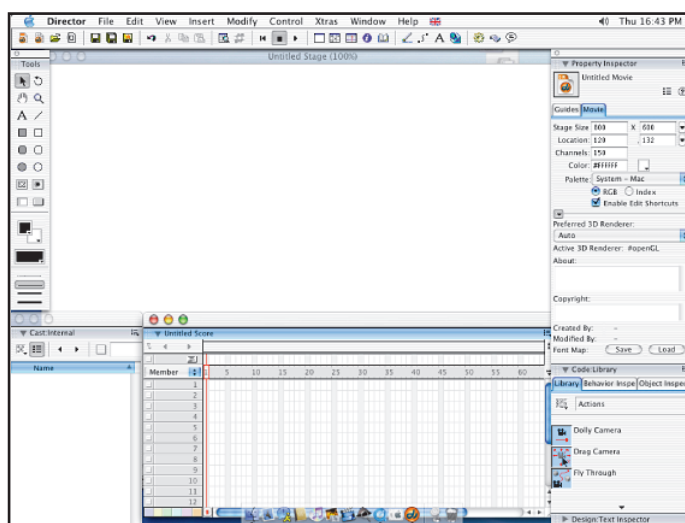 Director File Edit View Insert Modify Control Xtras Window Help Thu 16:43 PM
Tools
Untitled Stage (100%)
Property Inspector
Untitled Movie
Guides Movie
Stage Size 800 X 600
Location: 120 132
Channels: 150
Color: #FFFFFF
Palette: System - Mac
RGB Index
Enable Edit Shortcuts
Preferred 3D Renderer:
Auto
Active 3D Renderer: #openGL
About:
Copyright:
Created By: -
Modified By: -
Font Map: Save Load
Cast:Internal
Name
Untitled Score
Member 5 10 15 20 25 30 35 40 45 50 55 60
1
2
3
4
5
6
7
8
9
10
11
12
Code:Library
Library Behavior Inspe Object Inspe
Actions
Dolly Camera
Drag Camera
Fly Through
Design:Text Inspector